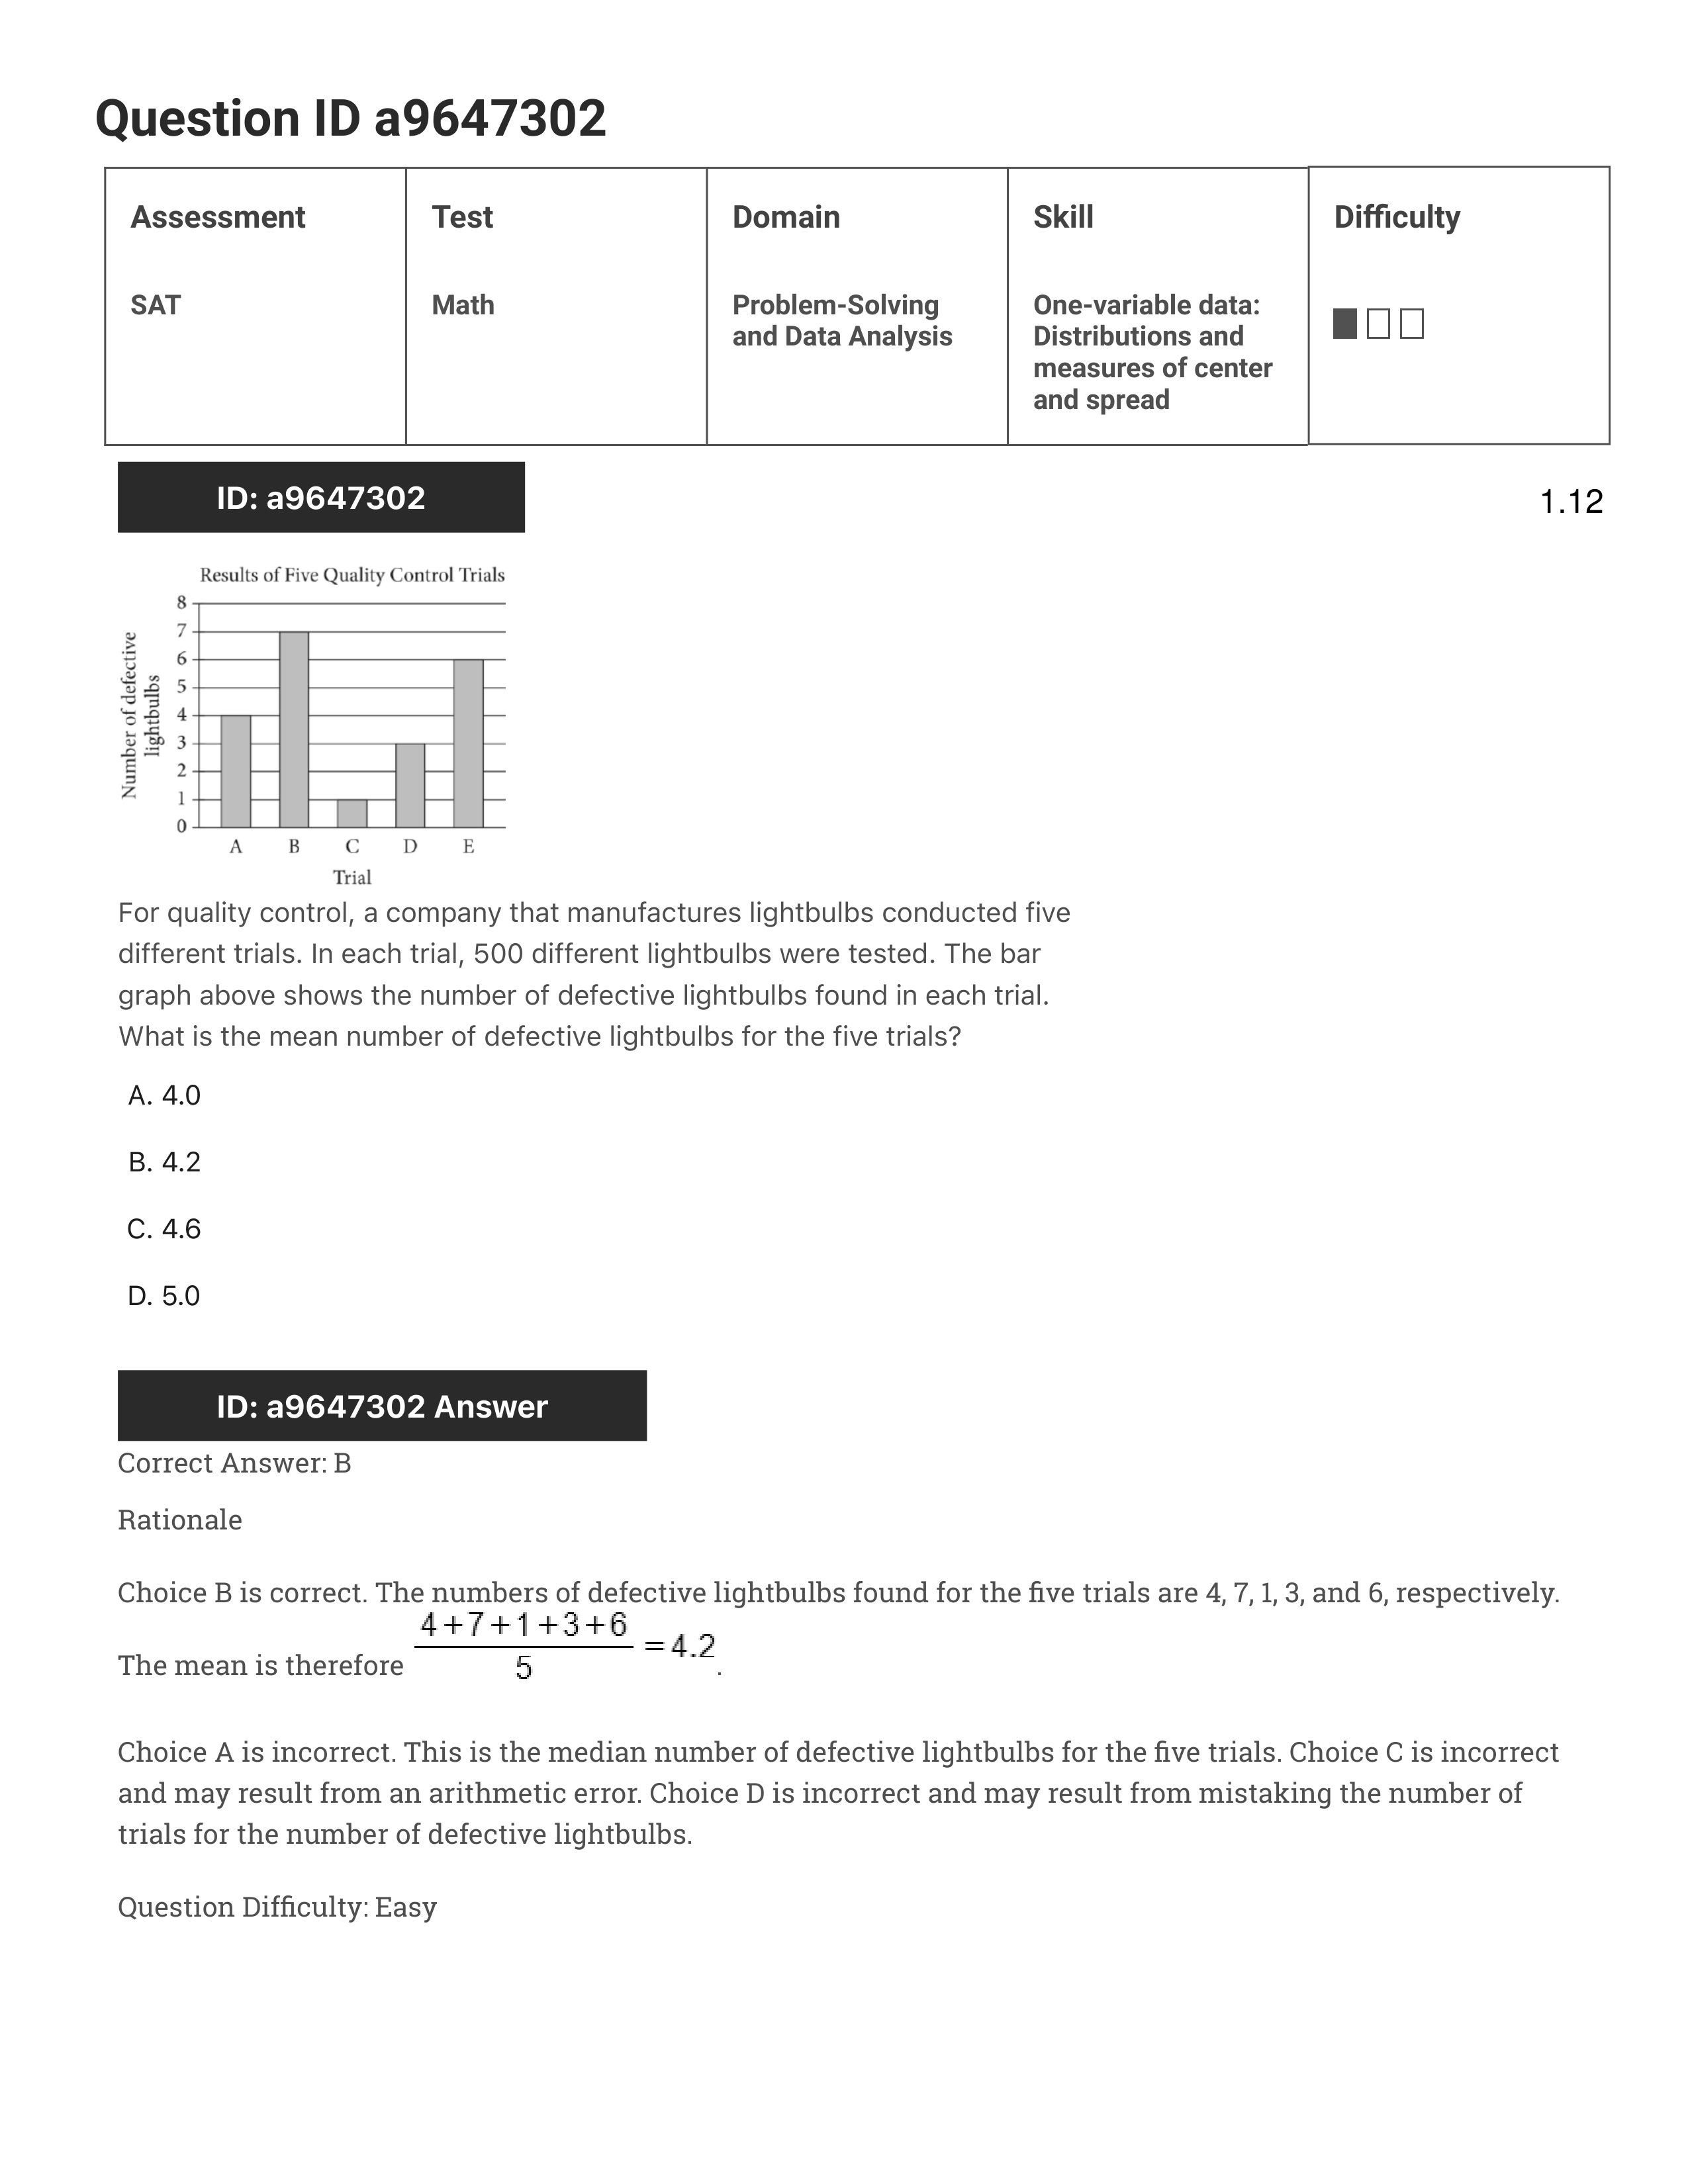 Question ID a9647302
Assessment
Test
Domain
Skill
Difficulty
SAT
Math
Problem-Solving
and Data Analysis
One-variable data:
Distributions and
measures of center
and spread
ID: a9647302
1.12
Results of Five Quality Control Trials
Number of defective
lightbulbs
8
7
6
5
4
3
2
1
0
A B C D E
Trial
For quality control, a company that manufactures lightbulbs conducted five
different trials. In each trial, 500 different lightbulbs were tested. The bar
graph above shows the number of defective lightbulbs found in each trial.
What is the mean number of defective lightbulbs for the five trials?
A. 4.0
B. 4.2
C. 4.6
D. 5.0
ID: a9647302 Answer
Correct Answer: B
Rationale
Choice B is correct. The numbers of defective lightbulbs found for the five trials are 4, 7, 1, 3, and 6, respectively.
4+7+1+3+6
The mean is therefore
5
=4.2.
Choice A is incorrect. This is the median number of defective lightbulbs for the five trials. Choice C is incorrect
and may result from an arithmetic error. Choice D is incorrect and may result from mistaking the number of
trials for the number of defective lightbulbs.
Question Difficulty: Easy